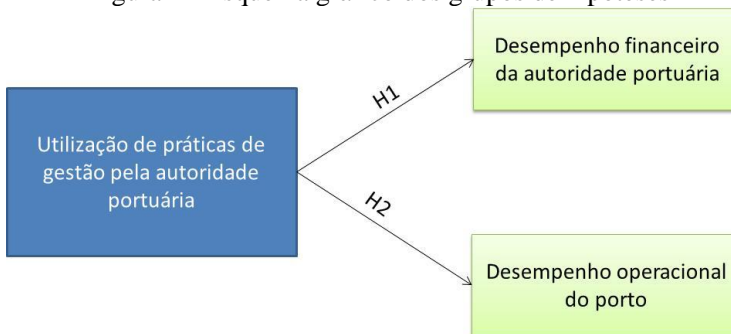 Desempenho financeiro
da autoridade portuária
H1
Utilização de práticas de
gestão pela autoridade
portuária
H2
Desempenho operacional
do porto